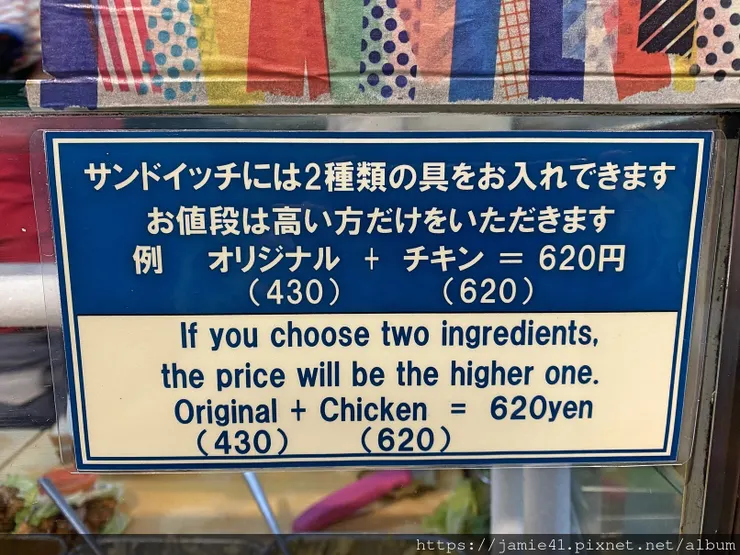 サンドイッチには2種類の具をお入れできます
お値段は高い方だけをいただきます
例 オリジナル + チキン = 620円
(430) (620)
If you choose two ingredients,
the price will be the higher one.
Original + Chicken = 620yen
(430) (620)
https://jamie41.pixnet.net/album